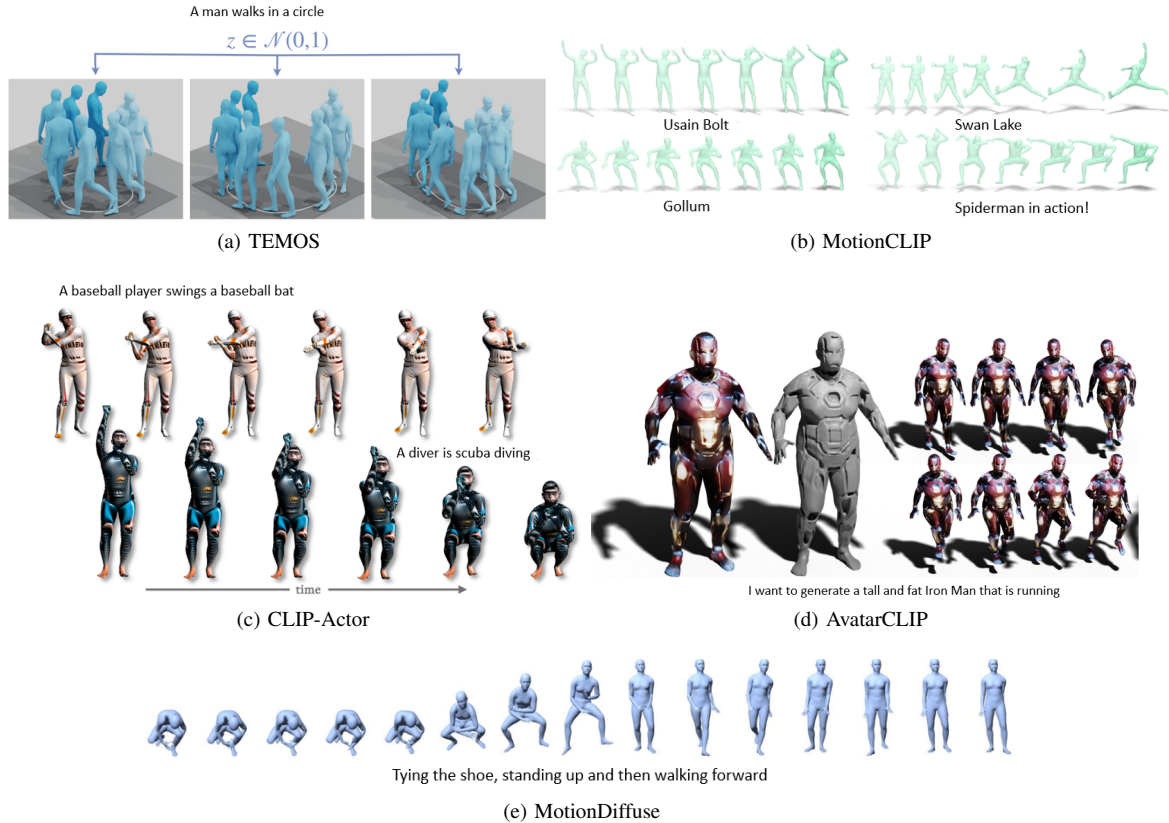 A man walks in a circle
z ∈ 𝒩(0,1)
(a) TEMOS
Usain Bolt
Swan Lake
Gollum
Spiderman in action!
(b) MotionCLIP
A baseball player swings a baseball bat
A diver is scuba diving
time
(c) CLIP-Actor
I want to generate a tall and fat Iron Man that is running
(d) AvatarCLIP
Tying the shoe, standing up and then walking forward
(e) MotionDiffuse